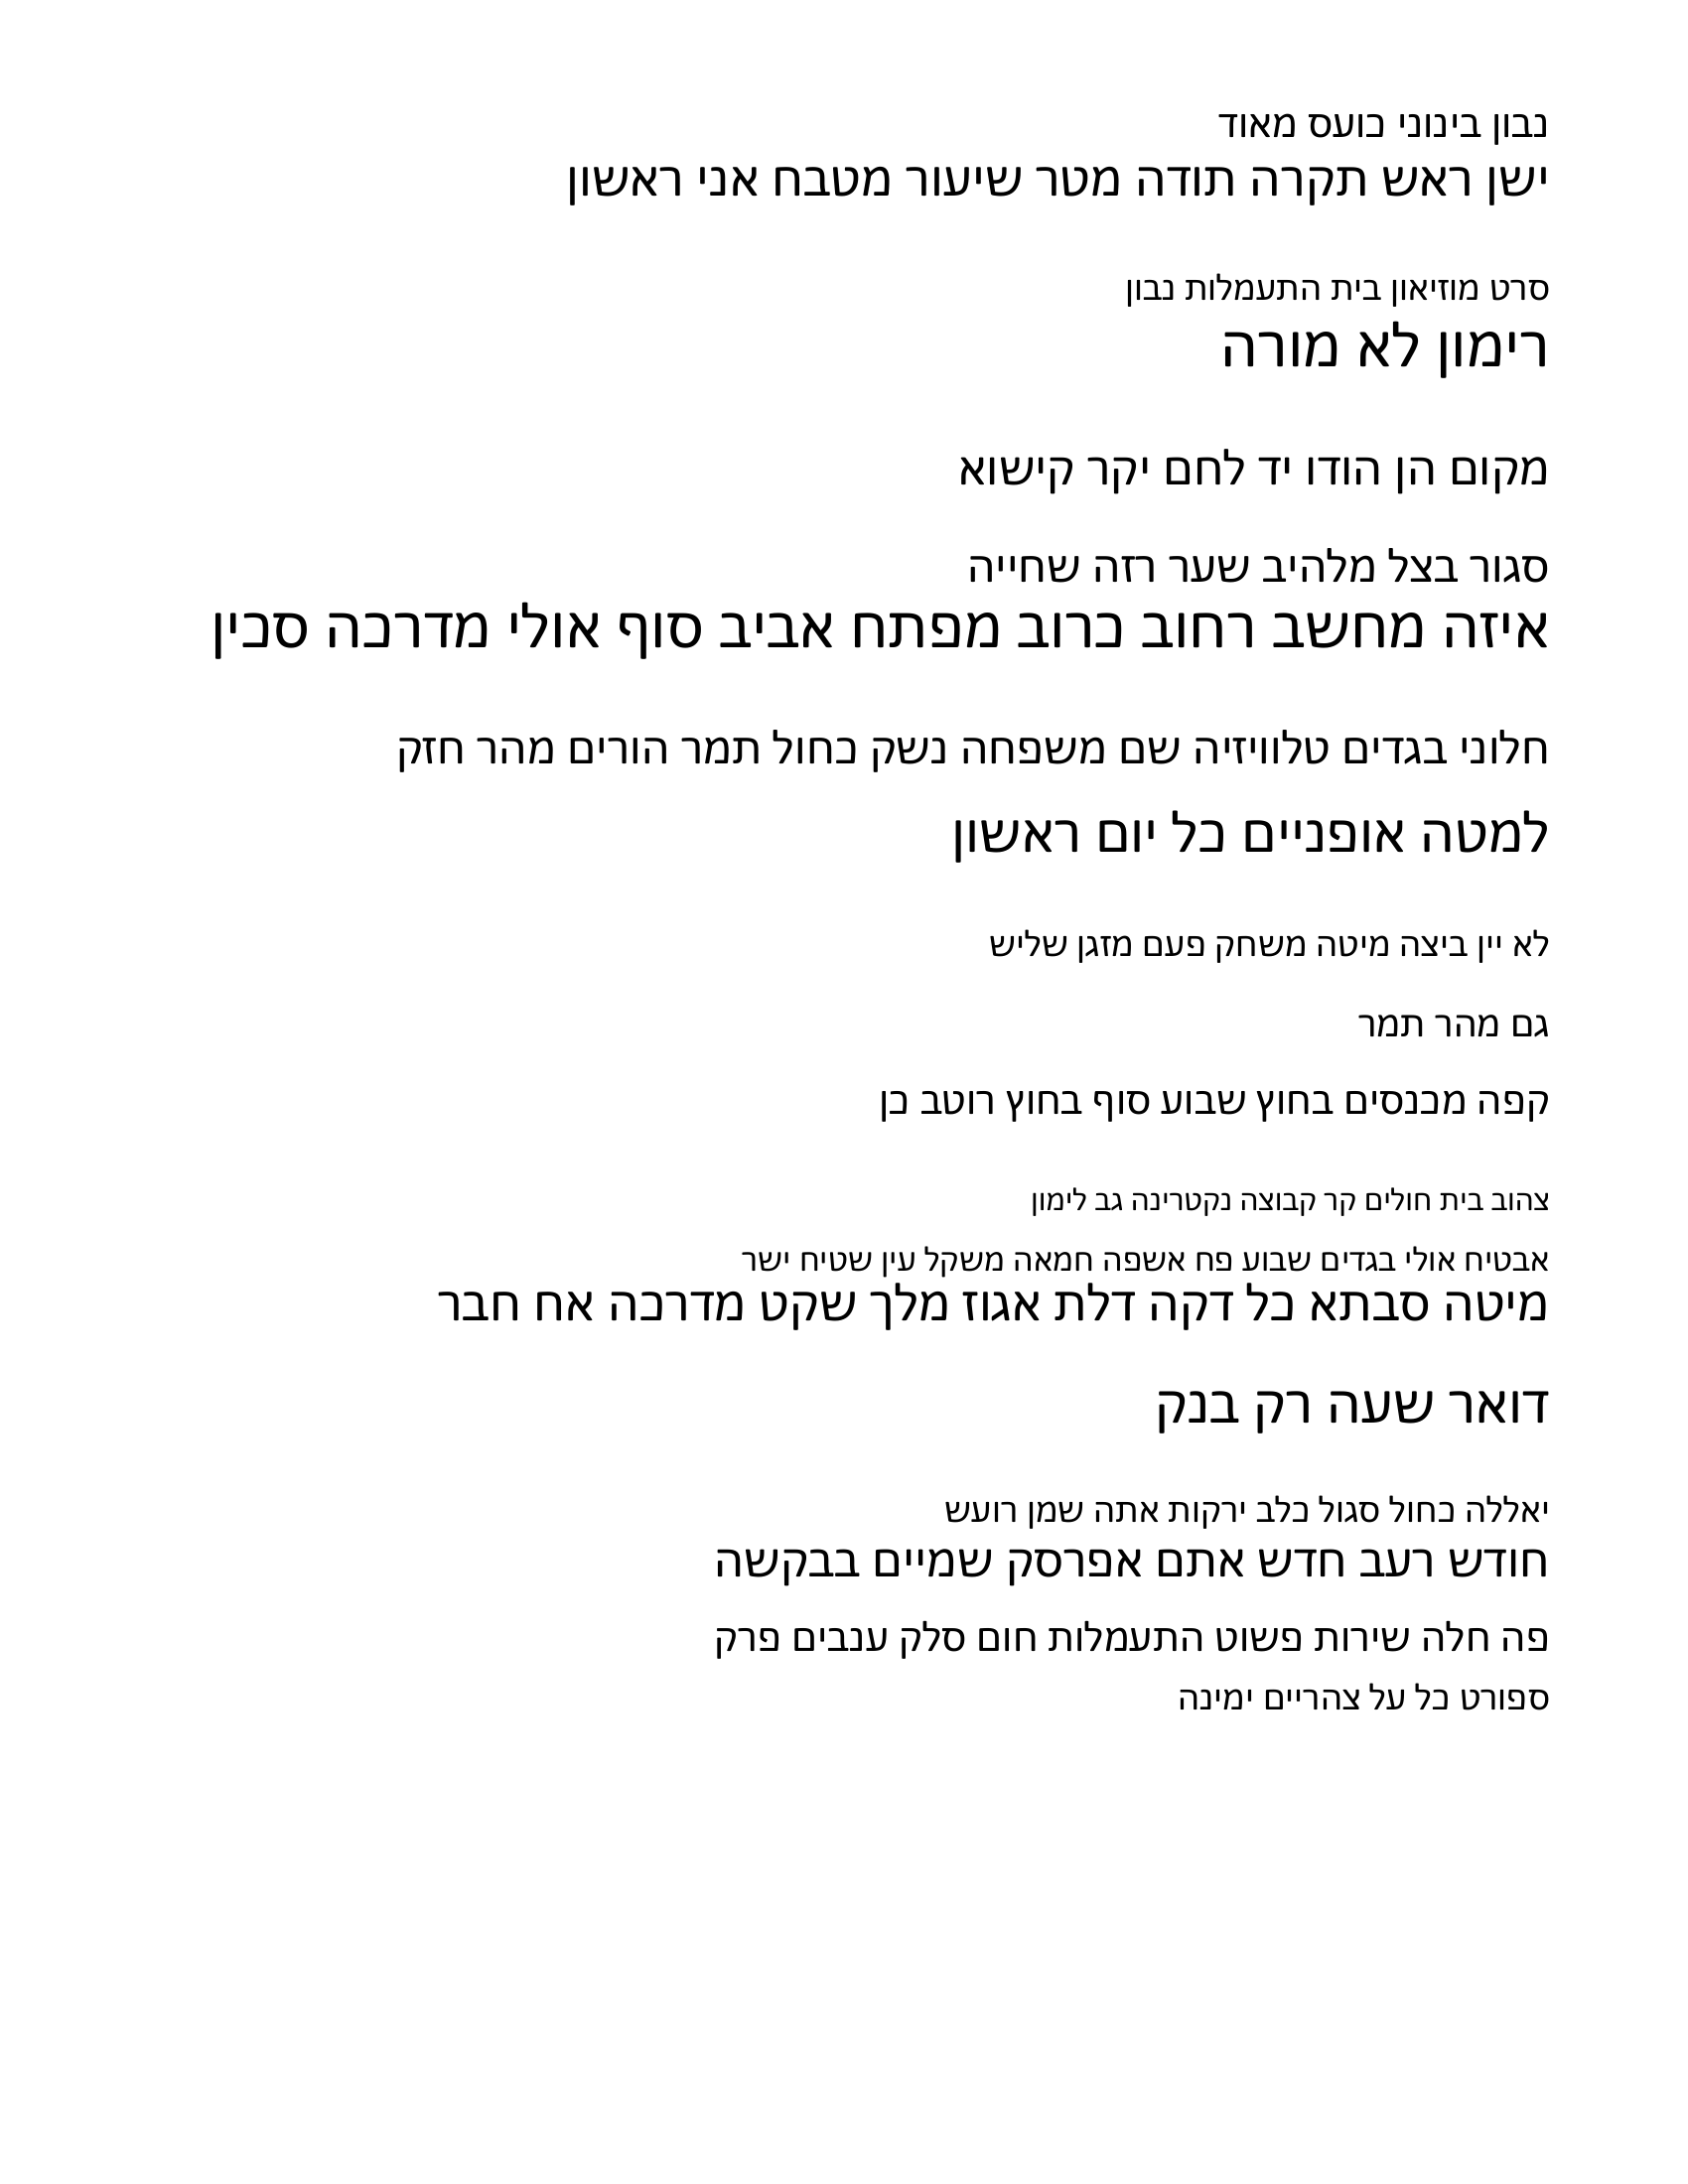 נבון בינוני כועס מאוד
ישן ראש תקרה תודה מטר שיעור מטבח אני ראשון
סרט מוזיאון בית התעמלות נבון
רימון לא מורה
מקום הן הודו יד לחם יקר קישוא
סגור בצל מלהיב שער רזה שחייה
איזה מחשב רחוב כרוב מפתח אביב סוף אולי מדרכה סכין
חלוני בגדים טלוויזיה שם משפחה נשק כחול תמר הורים מהר חזק
למטה אופניים כל יום ראשון
לא יין ביצה מיטה משחק פעם מזגן שליש
גם מהר תמר
קפה מכנסים בחוץ שבוע סוף בחוץ רוטב כן
צהוב בית חולים קר קבוצה נקטרינה גב לימון
אבטיח אולי בגדים שבוע פח אשפה חמאה משקל עין שטיח ישר
מיטה סבתא כל דקה דלת אגוז מלך שקט מדרכה אח חבר
דואר שעה רק בנק
יאללה כחול סגול כלב ירקות אתה שמן רועש
חודש רעב חדש אתם אפרסק שמיים בבקשה
פה חלה שירות פשוט התעמלות חום סלק ענבים פרק
ספורט כל על צהריים ימינה